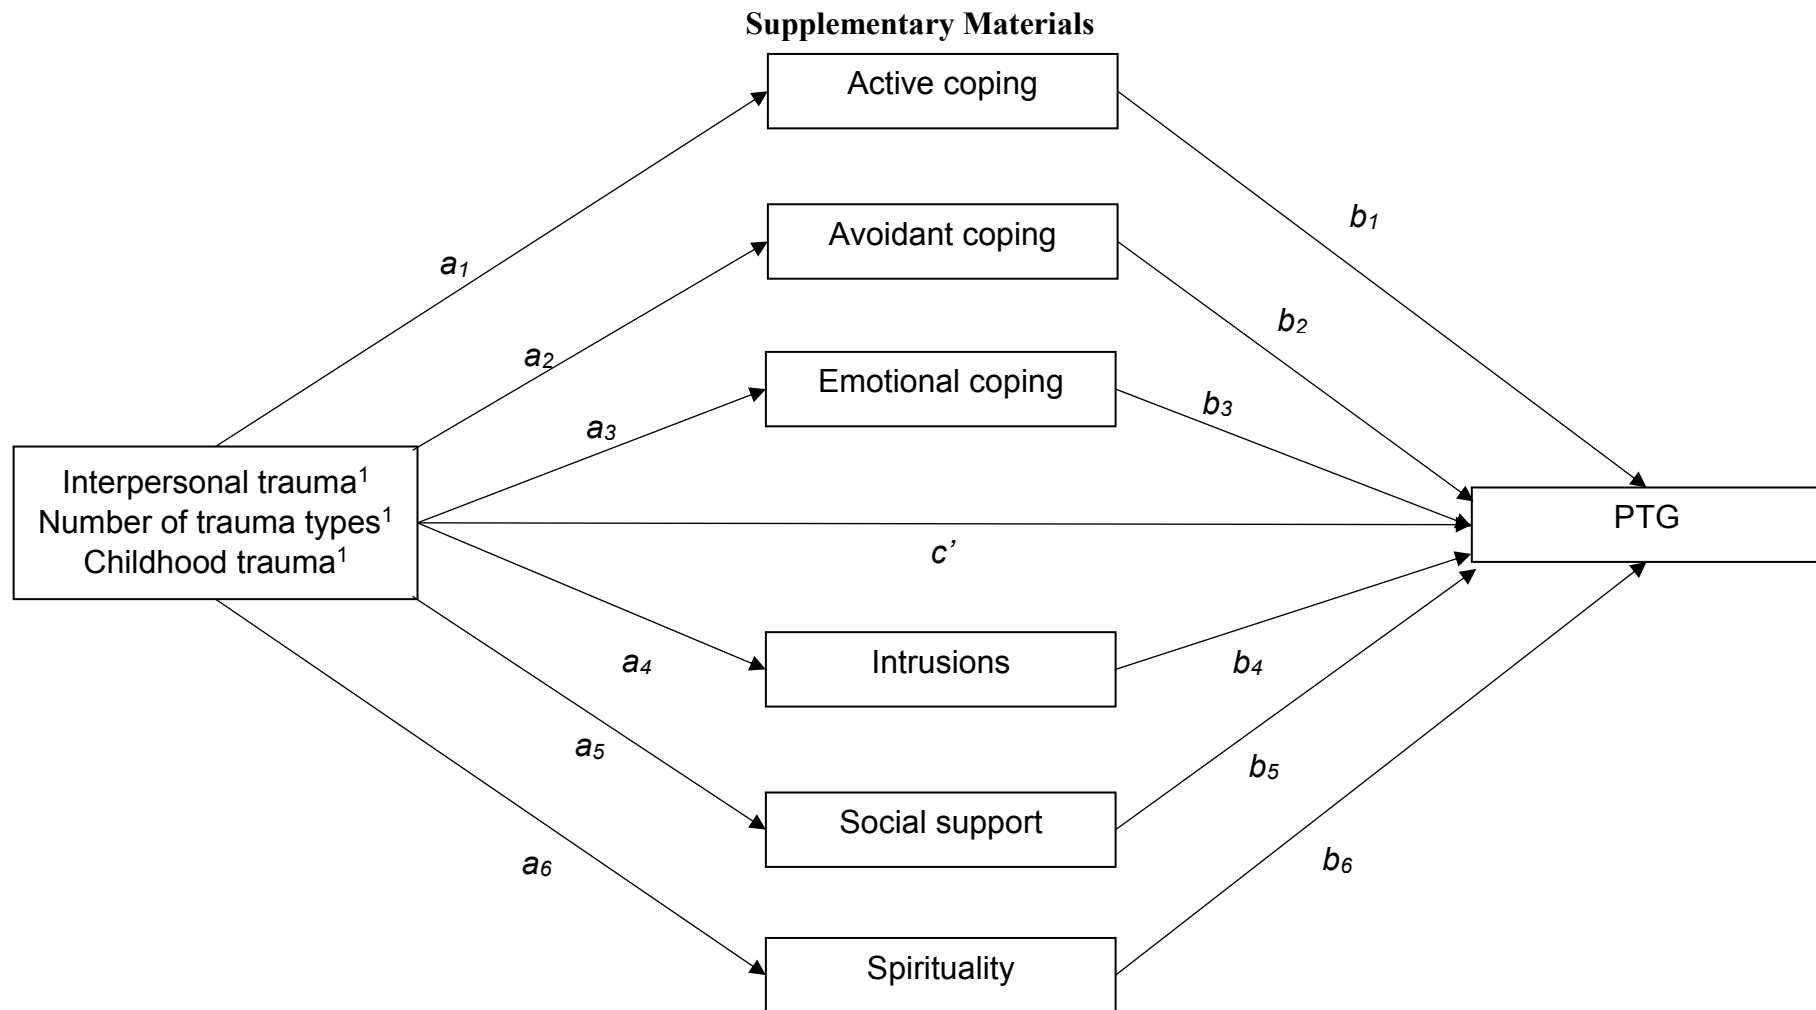 Supplementary Materials
Active coping
b₁
Avoidant coping
a₁
b₂
a₂
Emotional coping
b₃
a₃
Interpersonal trauma¹
Number of trauma types¹
Childhood trauma¹
PTG
c’
Intrusions
a₄
b₄
a₅
b₅
Social support
a₆
b₆
Spirituality